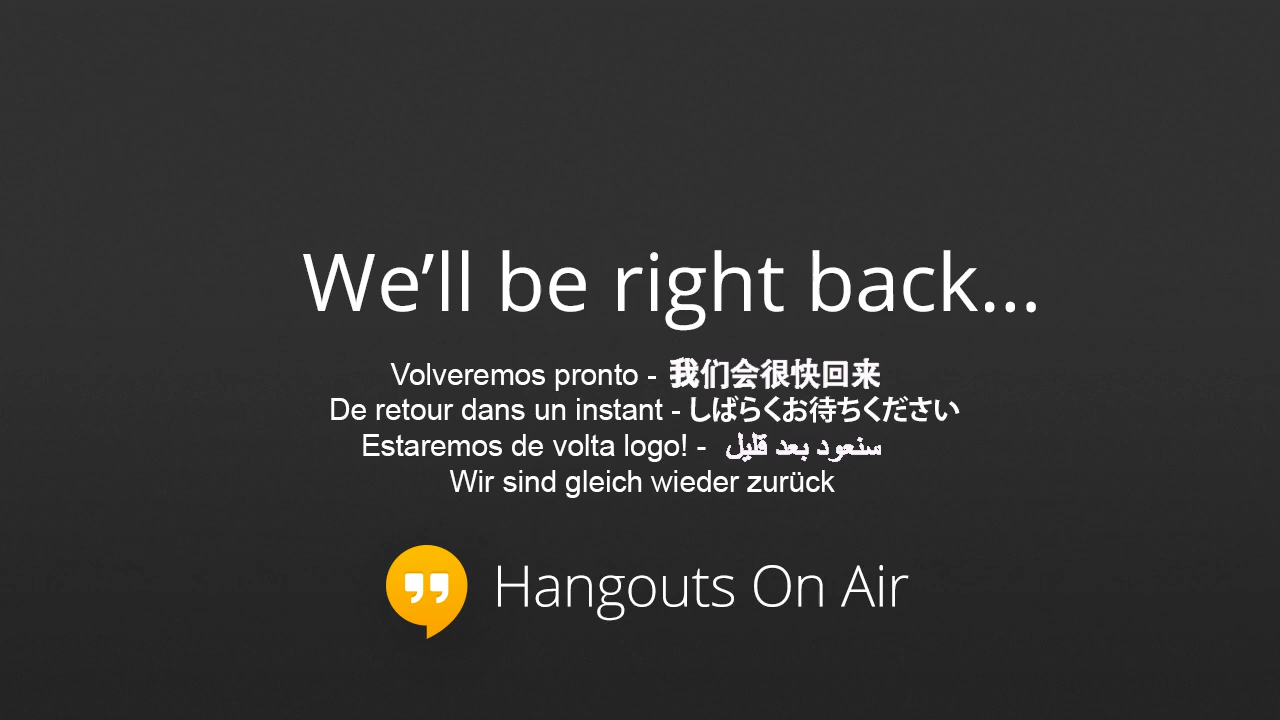 We’ll be right back...
Volveremos pronto - 我们会很快回来
De retour dans un instant - しばらくお待ちください
Estaremos de volta logo! - سنعود بعد قليل
Wir sind gleich wieder zurück
Hangouts On Air